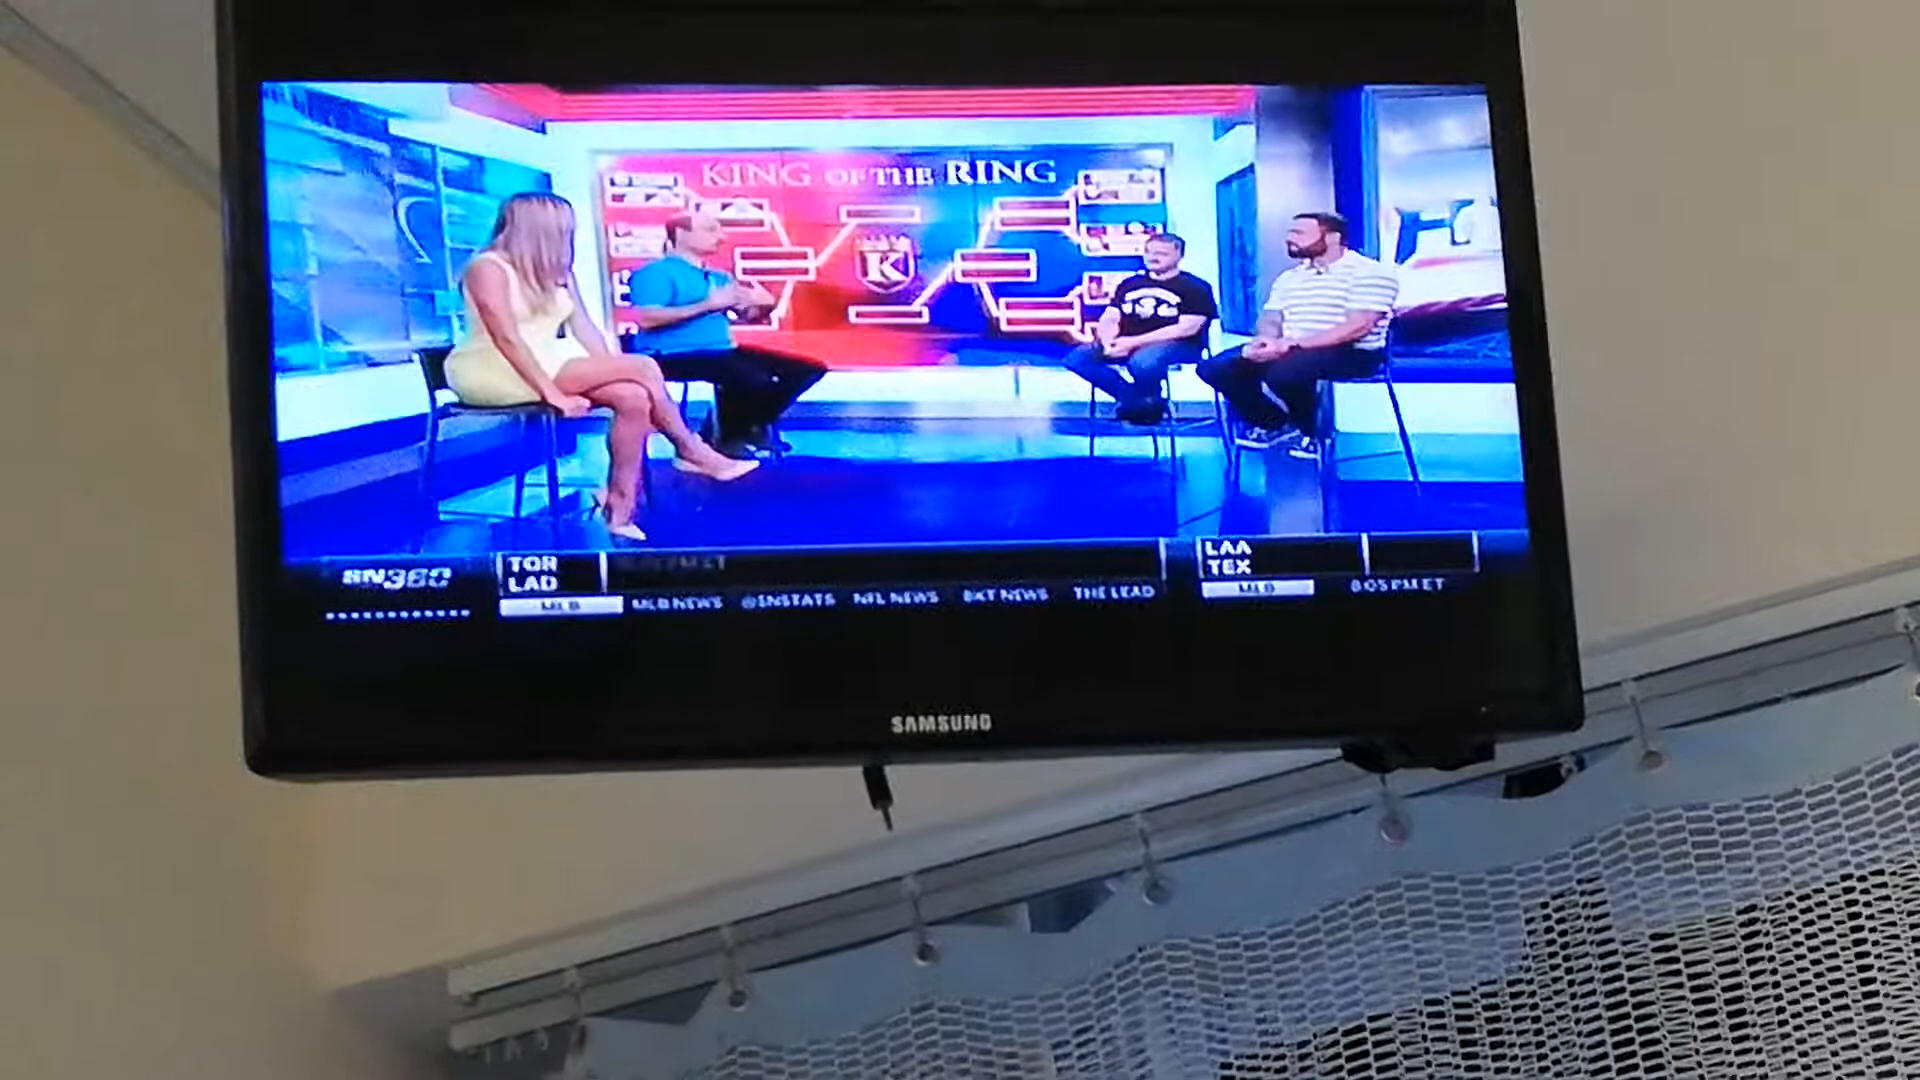 KING OF THE RING
K
SN360
TOR
LAD
MLB
MLB NEWS
@SNSTATS
NFL NEWS
BKT NEWS
THE LEAD
LAA
TEX
MLB
8:05PM ET
SAMSUNG